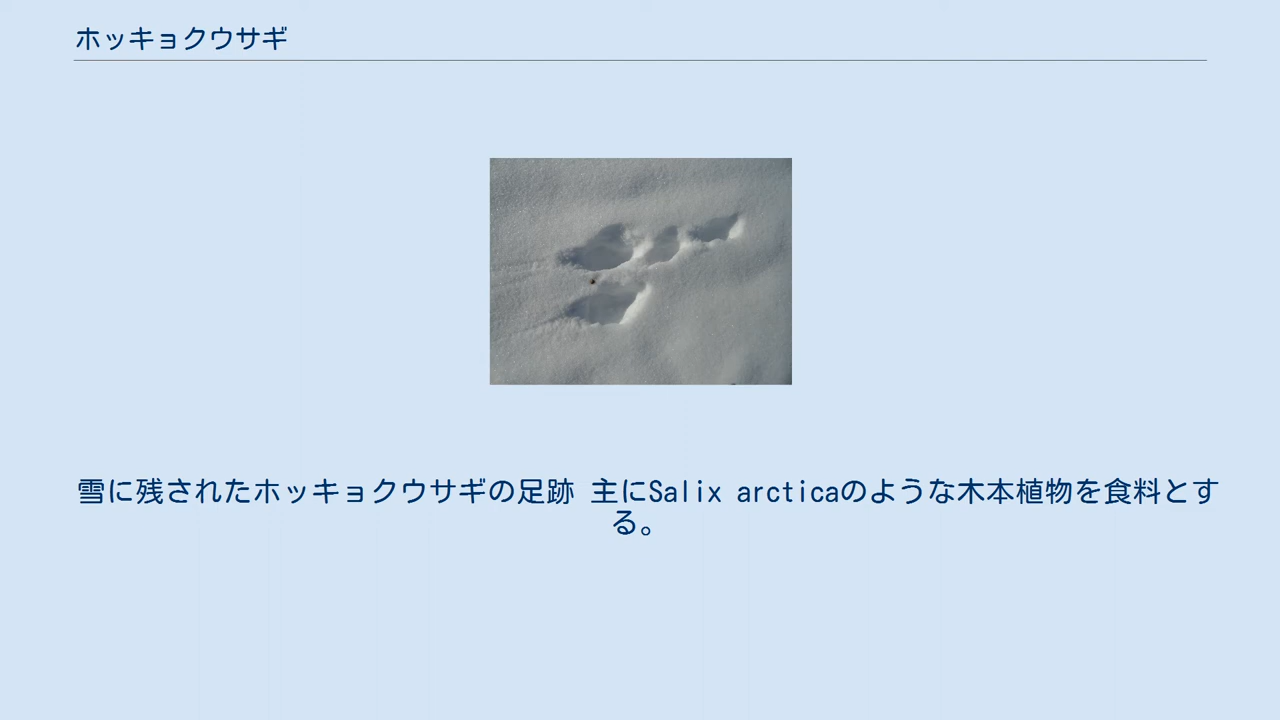 ホッキョクウサギ
雪に残されたホッキョクウサギの足跡 主にSalix arcticaのような木本植物を食料とす
る。